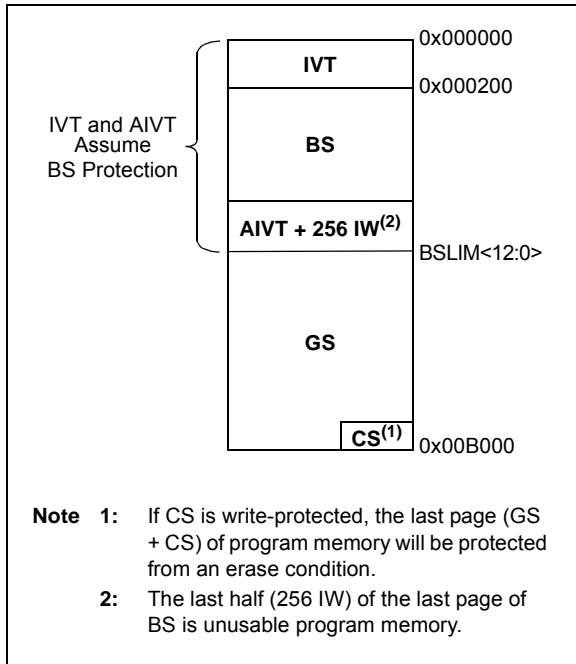 0x000000
IVT
0x000200
IVT and AIVT
Assume
BS Protection
BS
AIVT + 256 IW(2)
BSLIM<12:0>
GS
CS(1)
0x00B000
Note 1: If CS is write-protected, the last page (GS
+ CS) of program memory will be protected
from an erase condition.
2: The last half (256 IW) of the last page of
BS is unusable program memory.